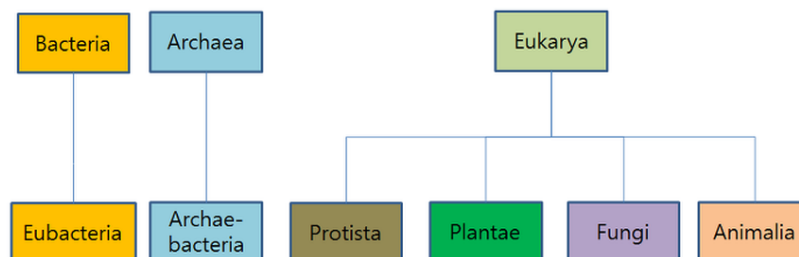 Bacteria
Archaea
Eukarya
Eubacteria
Archae-
bacteria
Protista
Plantae
Fungi
Animalia